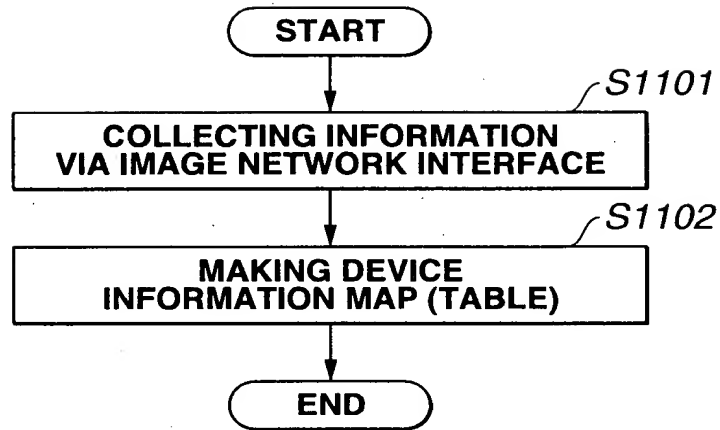 START
S1101
COLLECTING INFORMATION
VIA IMAGE NETWORK INTERFACE
S1102
MAKING DEVICE
INFORMATION MAP (TABLE)
END